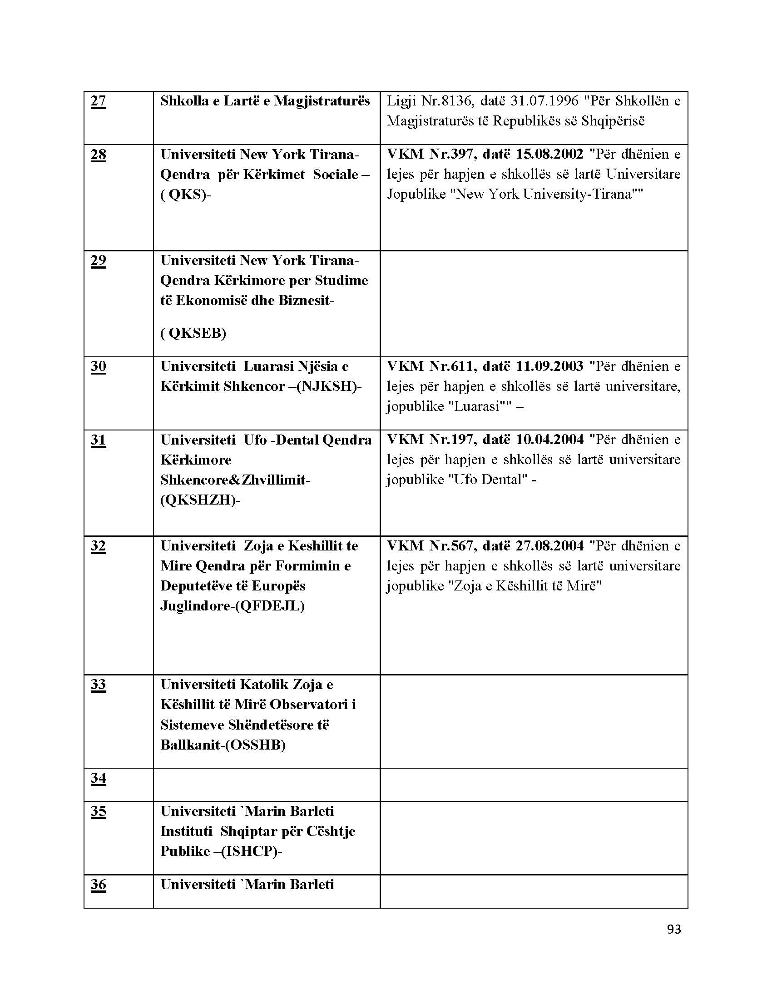 27
Shkolla e Lartë e Magjistraturës
Ligji Nr.8136, datë 31.07.1996 "Për Shkollën e
Magjistraturës të Republikës së Shqipërisë
28
Universiteti New York Tirana-
Qendra  për Kërkimet  Sociale –
( QKS)-
VKM Nr.397, datë 15.08.2002 "Për dhënien e
lejes për hapjen e shkollës së lartë Universitare
Jopublike "New York University-Tirana""
29
Universiteti New York Tirana-
Qendra Kërkimore per Studime
të Ekonomisë dhe Biznesit-
( QKSEB)
30
Universiteti  Luarasi Njësia e
Kërkimit Shkencor –(NJKSH)-
VKM Nr.611, datë 11.09.2003 "Për dhënien e
lejes për hapjen e shkollës së lartë universitare,
jopublike "Luarasi"" –
31
Universiteti  Ufo -Dental Qendra
Kërkimore
Shkencore&Zhvillimit-
(QKSHZH)-
VKM Nr.197, datë 10.04.2004 "Për dhënien e
lejes për hapjen e shkollës së lartë universitare
jopublike "Ufo Dental" -
32
Universiteti  Zoja e Keshillit te
Mire Qendra për Formimin e
Deputetëve të Europës
Juglindore-(QFDEJL)
VKM Nr.567, datë 27.08.2004 "Për dhënien e
lejes për hapjen e shkollës së lartë universitare
jopublike "Zoja e Këshillit të Mirë"
33
Universiteti Katolik Zoja e
Këshillit të Mirë Observatori i
Sistemeve Shëndetësore të
Ballkanit-(OSSHB)
34
35
Universiteti `Marin Barleti
Instituti  Shqiptar për Cështje
Publike –(ISHCP)-
36
Universiteti `Marin Barleti
93